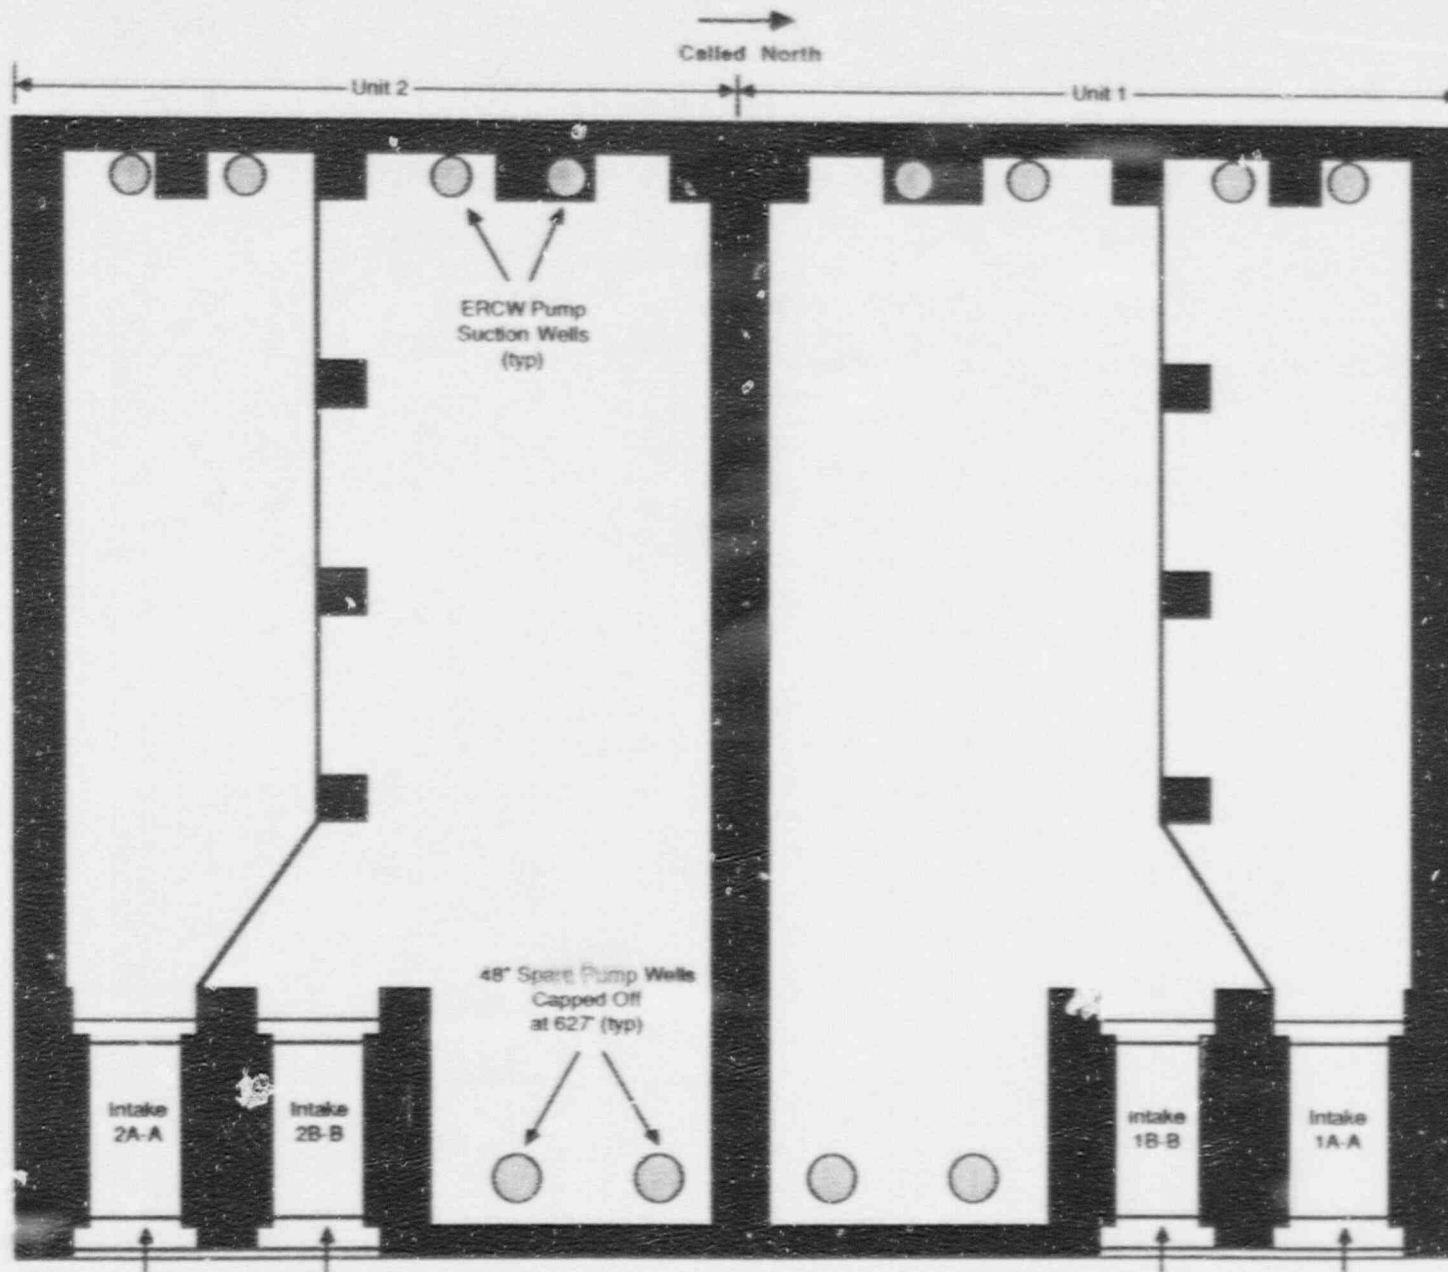 Called North
Unit 2
Unit 1
ERCW Pump
Suction Wells
(typ)
48" Spare Pump Wells
Capped Off
at 627' (typ)
Intake
2A-A
Intake
2B-B
Intake
1B-B
Intake
1A-A